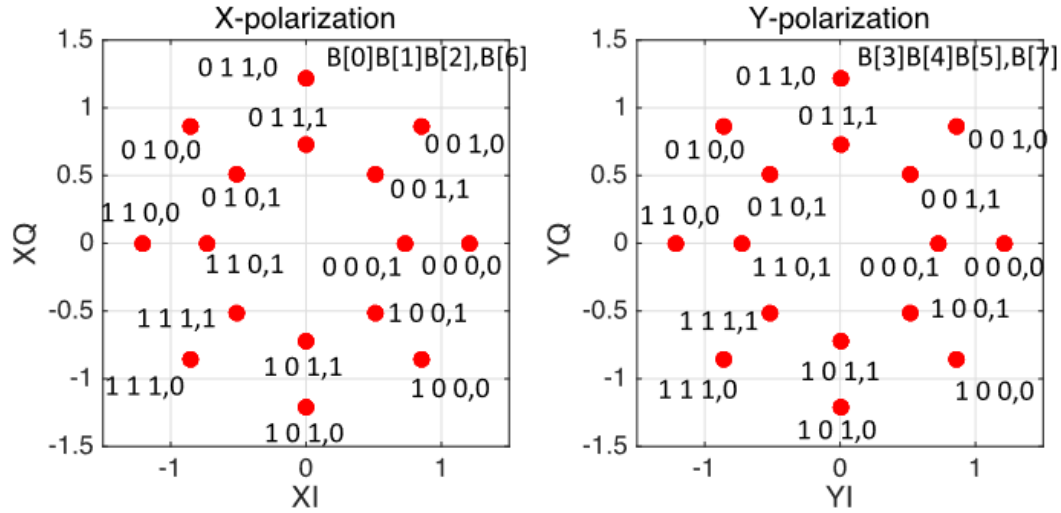 X-polarization
1.5
1
0.5
0
-0.5
-1
-1.5
XQ
-1
0
1
XI
B[0]B[1]B[2],B[6]
0 1 1,0
0 1 1,1
0 1 0,0
0 0 1,0
0 1 0,1
0 0 1,1
1 1 0,0
1 1 0,1
0 0 0,1
0 0 0,0
1 1 1,1
1 0 0,1
1 1 1,0
1 0 1,1
1 0 0,0
1 0 1,0
Y-polarization
1.5
1
0.5
0
-0.5
-1
-1.5
YQ
-1
0
1
YI
B[3]B[4]B[5],B[7]
0 1 1,0
0 1 1,1
0 1 0,0
0 0 1,0
0 1 0,1
0 0 1,1
1 1 0,0
1 1 0,1
0 0 0,1
0 0 0,0
1 1 1,1
1 0 0,1
1 1 1,0
1 0 1,1
1 0 0,0
1 0 1,0